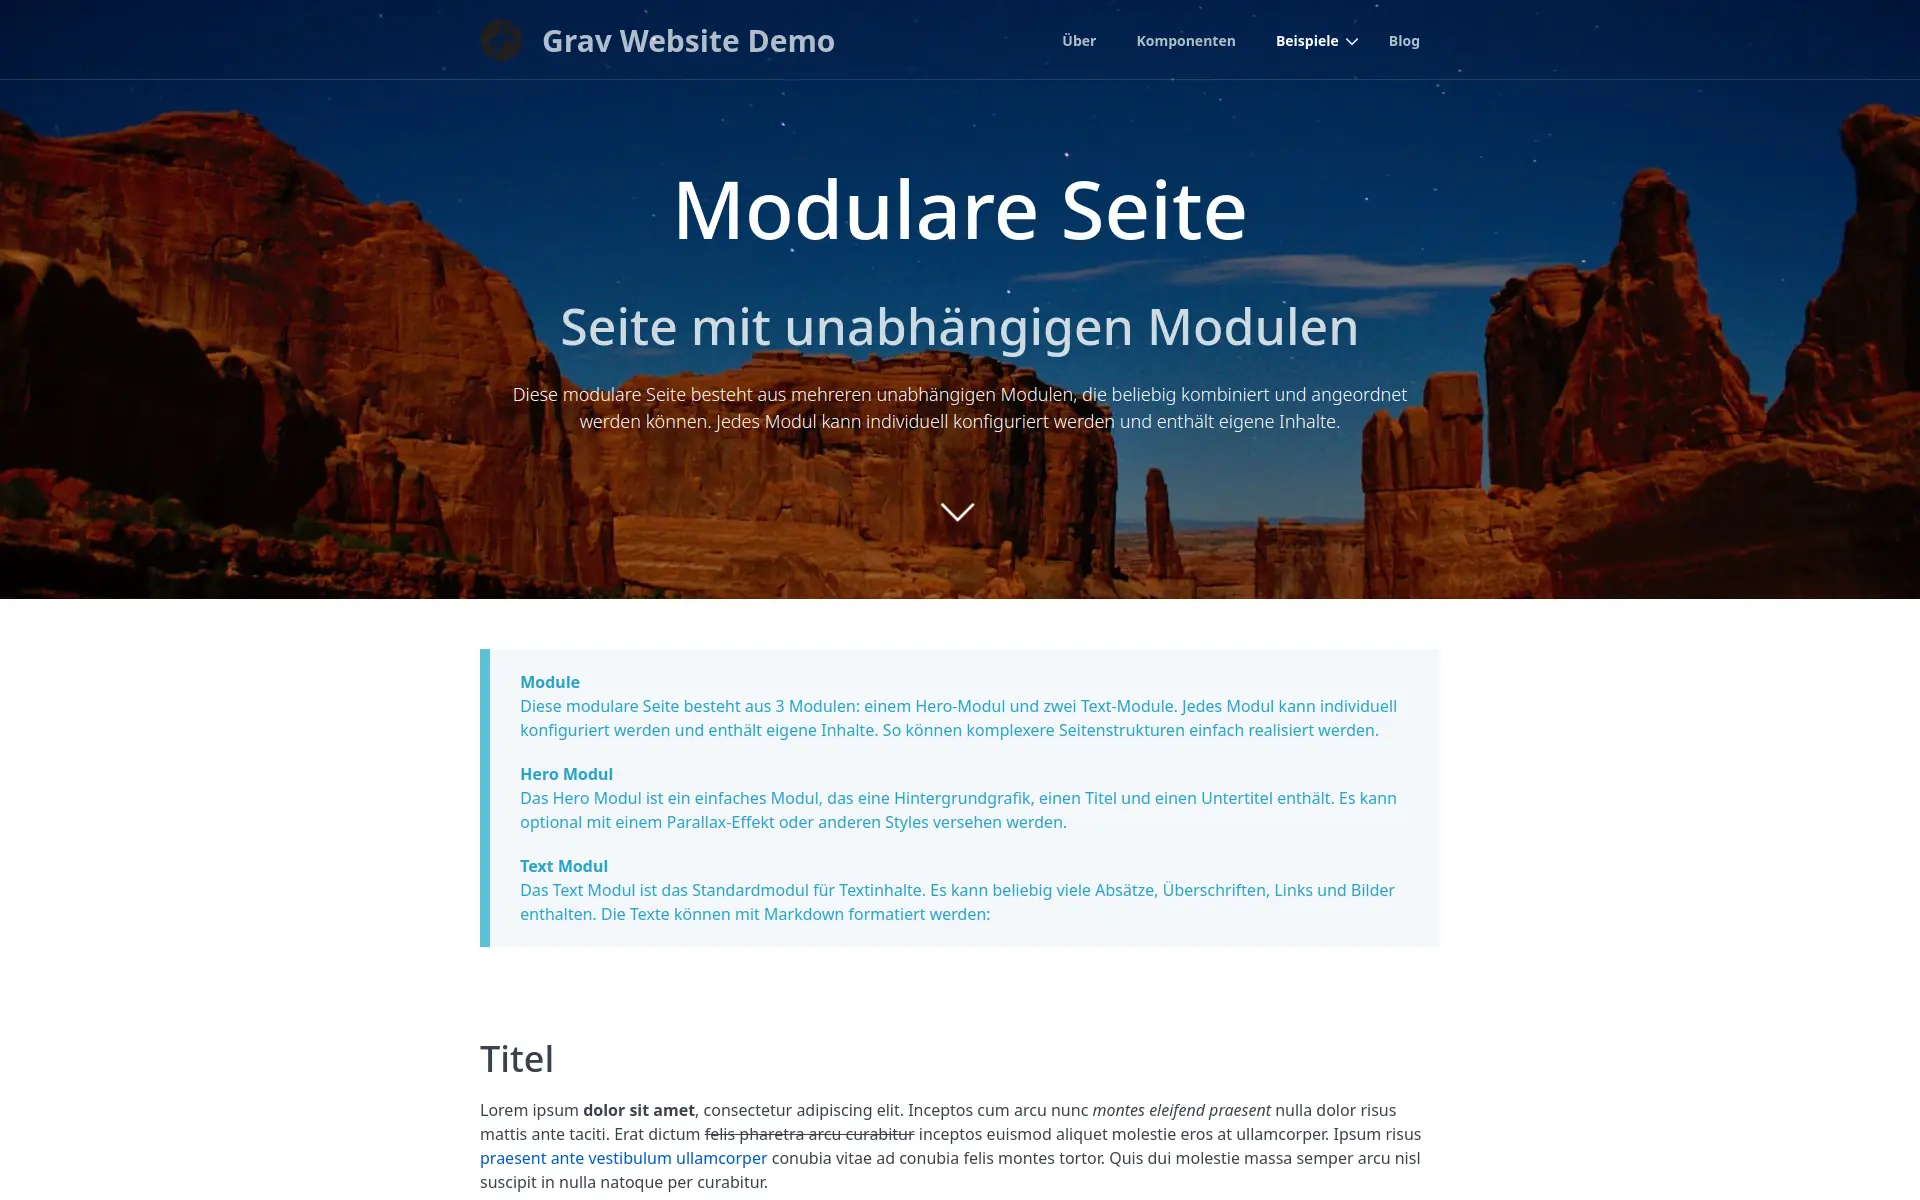 Grav Website Demo
Über
Komponenten
Beispiele
Blog
Modulare Seite
Seite mit unabhängigen Modulen
Diese modulare Seite besteht aus mehreren unabhängigen Modulen, die beliebig kombiniert und angeordnet
werden können. Jedes Modul kann individuell konfiguriert werden und enthält eigene Inhalte.
Module
Diese modulare Seite besteht aus 3 Modulen: einem Hero-Modul und zwei Text-Module. Jedes Modul kann individuell
konfiguriert werden und enthält eigene Inhalte. So können komplexere Seitenstrukturen einfach realisiert werden.
Hero Modul
Das Hero Modul ist ein einfaches Modul, das eine Hintergrundgrafik, einen Titel und einen Untertitel enthält. Es kann
optional mit einem Parallax-Effekt oder anderen Styles versehen werden.
Text Modul
Das Text Modul ist das Standardmodul für Textinhalte. Es kann beliebig viele Absätze, Überschriften, Links und Bilder
enthalten. Die Texte können mit Markdown formatiert werden:
Titel
Lorem ipsum dolor sit amet, consectetur adipiscing elit. Inceptos cum arcu nunc montes eleifend praesent nulla dolor risus
mattis ante taciti. Erat dictum felis pharetra arcu curabitur inceptos euismod aliquet molestie eros at ullamcorper. Ipsum risus
praesent ante vestibulum ullamcorper conubia vitae ad conubia felis montes tortor. Quis dui molestie massa semper arcu nisl
suscipit in nulla natoque per curabitur.